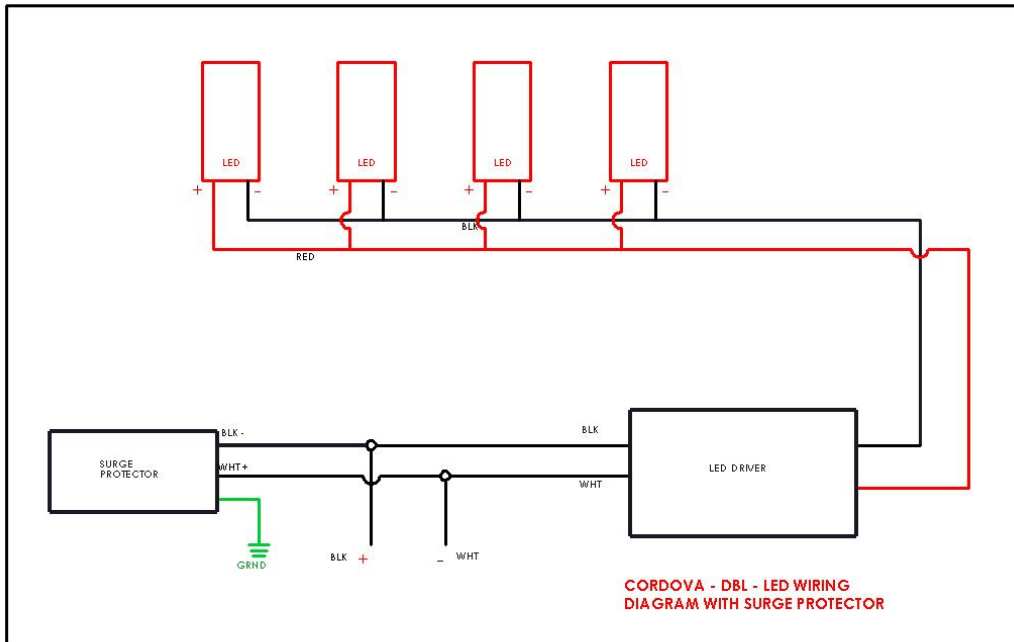 LED LED LED LED
+ - + - + - + -
BLK
RED
BLK -
BLK
SURGE
PROTECTOR
WHT+
LED DRIVER
WHT
GRND
BLK + - WHT
CORDOVA - DBL - LED WIRING
DIAGRAM WITH SURGE PROTECTOR